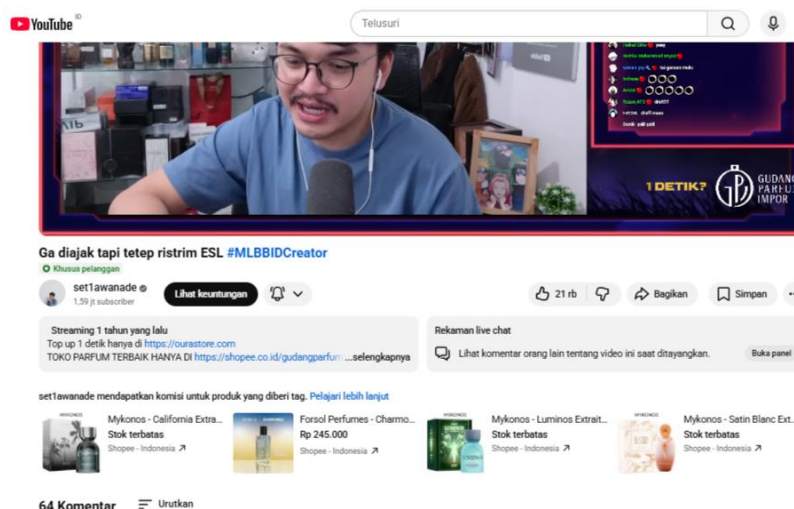 YouTube ID
Telusuri
1 DETIK?
GUDANG
PARFUM
IMPOR
Ga diajak tapi tetep ristrim ESL #MLBBIDCreator
Khusus pelanggan
set1awanade
1,59 jt subscriber
Lihat keuntungan
21 rb
Bagikan
Simpan
Streaming 1 tahun yang lalu
Top up 1 detik hanya di https://ourastore.com
TOKO PARFUM TERBAIK HANYA DI https://shopee.co.id/gudangparfum ...selengkapnya
Rekaman live chat
Lihat komentar orang lain tentang video ini saat ditayangkan.
Buka panel
set1awanade mendapatkan komisi untuk produk yang diberi tag. Pelajari lebih lanjut
MYKONOS
Mykonos - California Extra...
Stok terbatas
Shopee - Indonesia
Forsol Perfumes - Charmo...
Rp 245.000
Shopee - Indonesia
MYKONOS
Mykonos - Luminos Extrait...
Stok terbatas
Shopee - Indonesia
MYKONOS
Mykonos - Satin Blanc Ext...
Stok terbatas
Shopee - Indonesia
64 Komentar
Urutkan